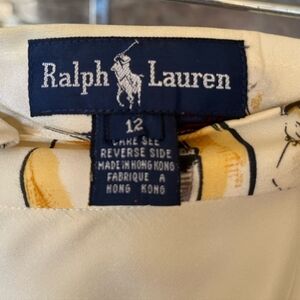 Ralph Lauren
12
CARE SEE
REVERSE SIDE
MADE IN HONG KONG
FABRIQUE A
HONG KONG